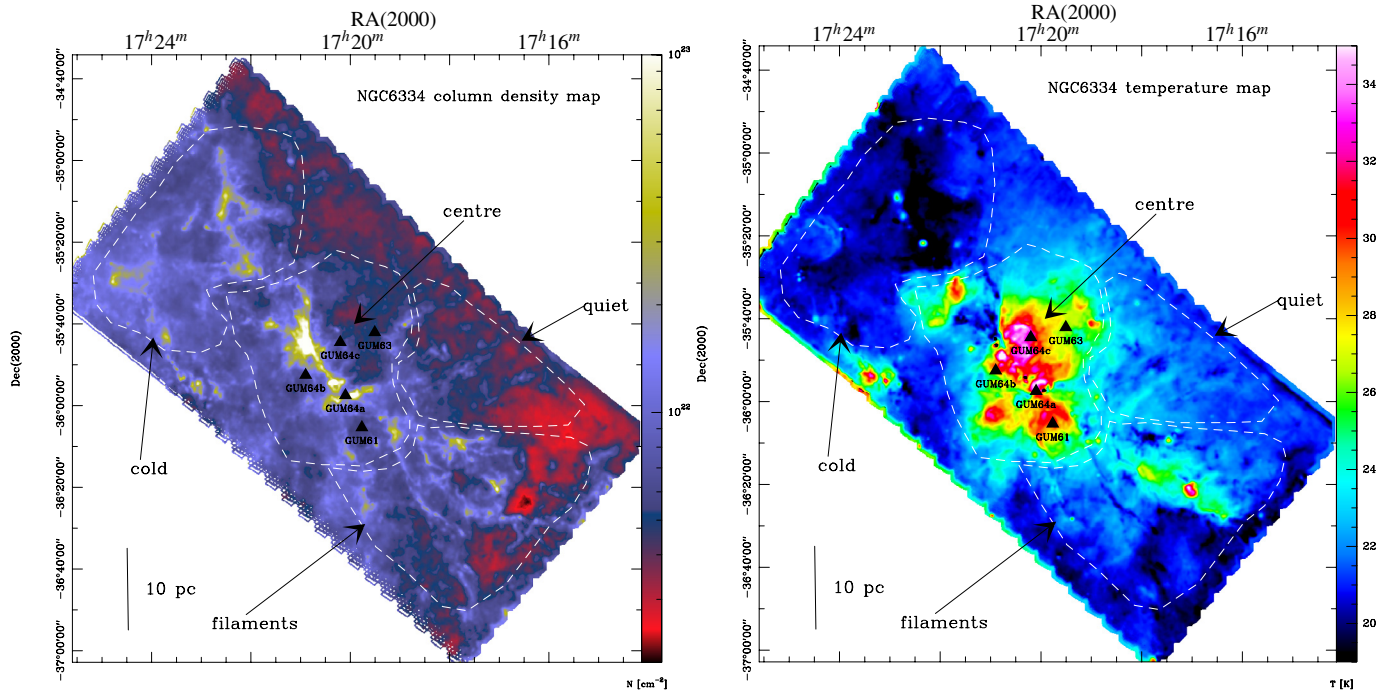 RA(2000)
17h24m 17h20m 17h16m
NGC6334 column density map
10²³
10²²
N [cm⁻²]
Dec(2000)
-34°40'00"
-35°00'00"
-35°20'00"
-35°40'00"
-36°00'00"
-36°20'00"
-36°40'00"
-37°00'00"
centre
quiet
GUM63
GUM64c
GUM64b
GUM64a
GUM61
cold
10 pc
filaments
RA(2000)
17h24m 17h20m 17h16m
NGC6334 temperature map
34
32
30
28
26
24
22
20
T [K]
Dec(2000)
-34°40'00"
-35°00'00"
-35°20'00"
-35°40'00"
-36°00'00"
-36°20'00"
-36°40'00"
-37°00'00"
centre
quiet
GUM63
GUM64c
GUM64b
GUM64a
GUM61
cold
10 pc
filaments